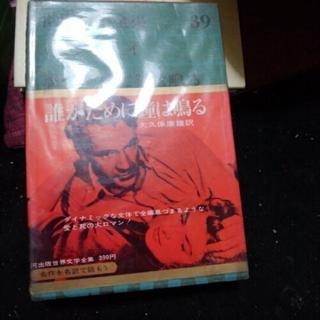 39
誰がために鐘は鳴る
大久保康雄訳
ダイナミックな文体で全編息づまるような
愛と死の大ロマン!
河出版世界文学全集 390円
名作を名訳で読もう